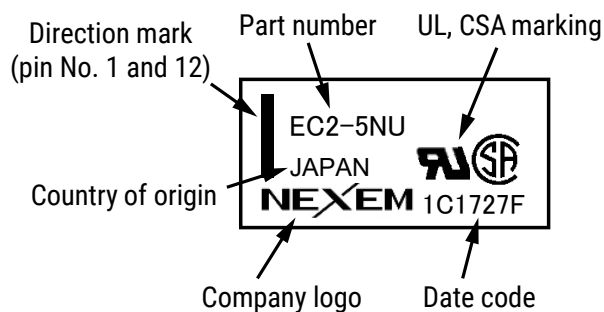 Direction mark
(pin No. 1 and 12)
Part number
UL, CSA marking
EC2-5NU
JAPAN
Country of origin
NEXEM
1C1727F
Company logo
Date code